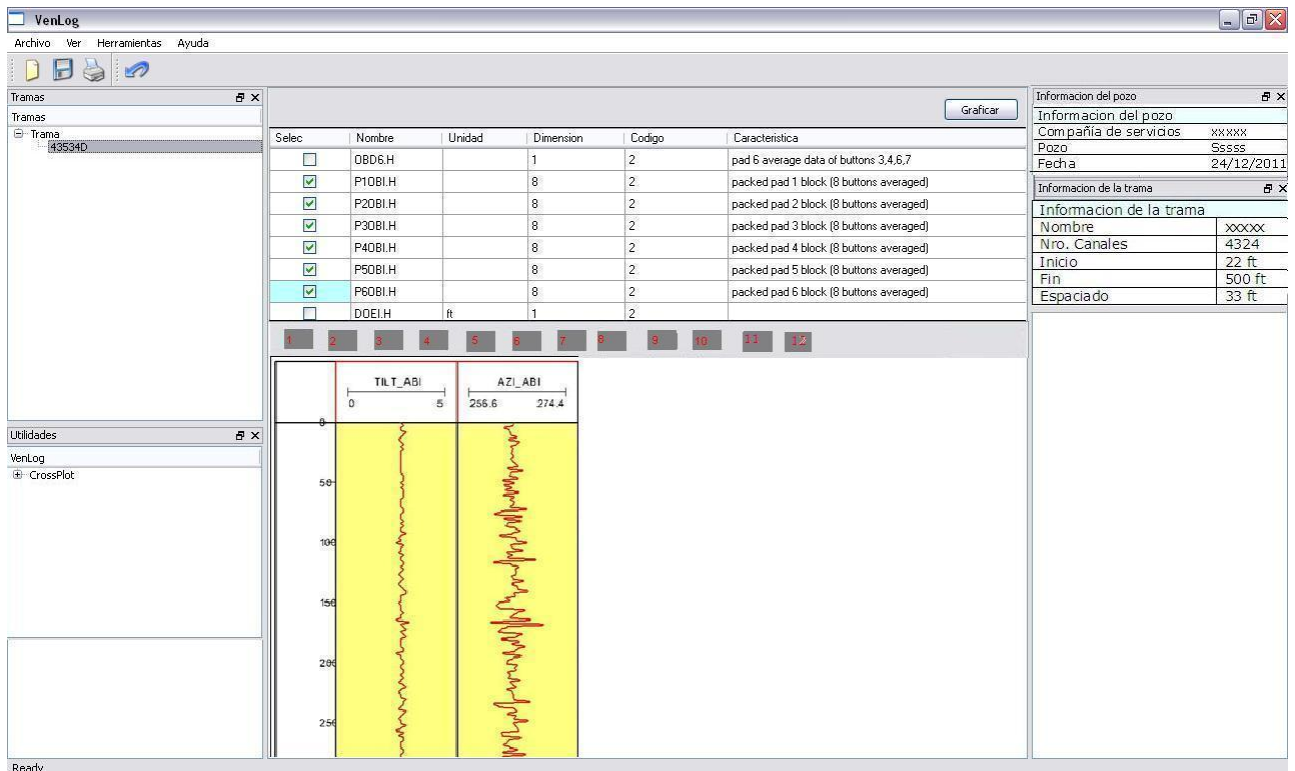 VenLog
Archivo Ver Herramientas Ayuda
Tramas
Tramas
Trama
43534D
Utilidades
VenLog
CrossPlot
Graficar
Selec Nombre Unidad Dimension Codigo Caracteristica
OBD6.H 1 2 pad 6 average data of buttons 3,4,6,7
P1OBI.H 8 2 packed pad 1 block (8 buttons averaged)
P2OBI.H 8 2 packed pad 2 block (8 buttons averaged)
P3OBI.H 8 2 packed pad 3 block (8 buttons averaged)
P4OBI.H 8 2 packed pad 4 block (8 buttons averaged)
P5OBI.H 8 2 packed pad 5 block (8 buttons averaged)
P6OBI.H 8 2 packed pad 6 block (8 buttons averaged)
DOEI.H ft 1 2
1 2 3 4 5 6 7 8 9 10 11 12
TILT_ABI AZI_ABI
0 5 256.6 274.4
0
50
100
150
200
250
Informacion del pozo
Informacion del pozo
Compañía de servicios xxxxx
Pozo Sssss
Fecha 24/12/2011
Informacion de la trama
Informacion de la trama
Nombre xxxxx
Nro. Canales 4324
Inicio 22 ft
Fin 500 ft
Espaciado 33 ft
Ready